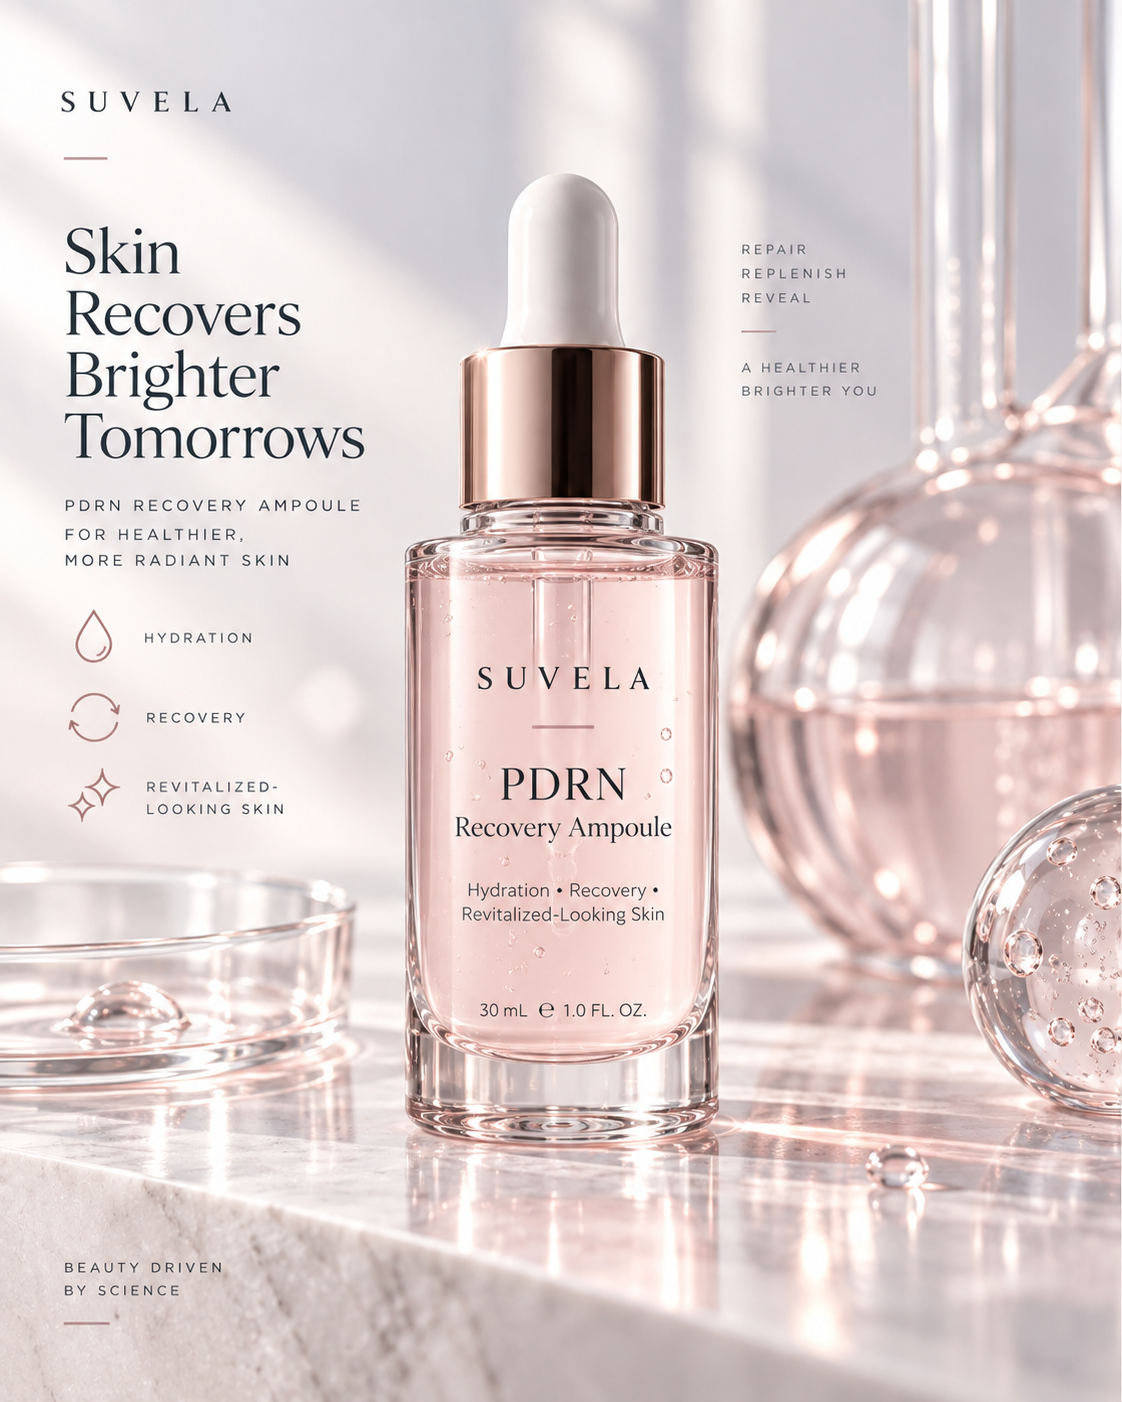 SUVELA
Skin
Recovers
Brighter
Tomorrows
PDRN RECOVERY AMPOULE
FOR HEALTHIER,
MORE RADIANT SKIN
HYDRATION
RECOVERY
REVITALIZED-
LOOKING SKIN
REPAIR
REPLENISH
REVEAL
A HEALTHIER
BRIGHTER YOU
SUVELA
PDRN
Recovery Ampoule
Hydration • Recovery •
Revitalized-Looking Skin
30 mL ℮ 1.0 FL. OZ.
BEAUTY DRIVEN
BY SCIENCE